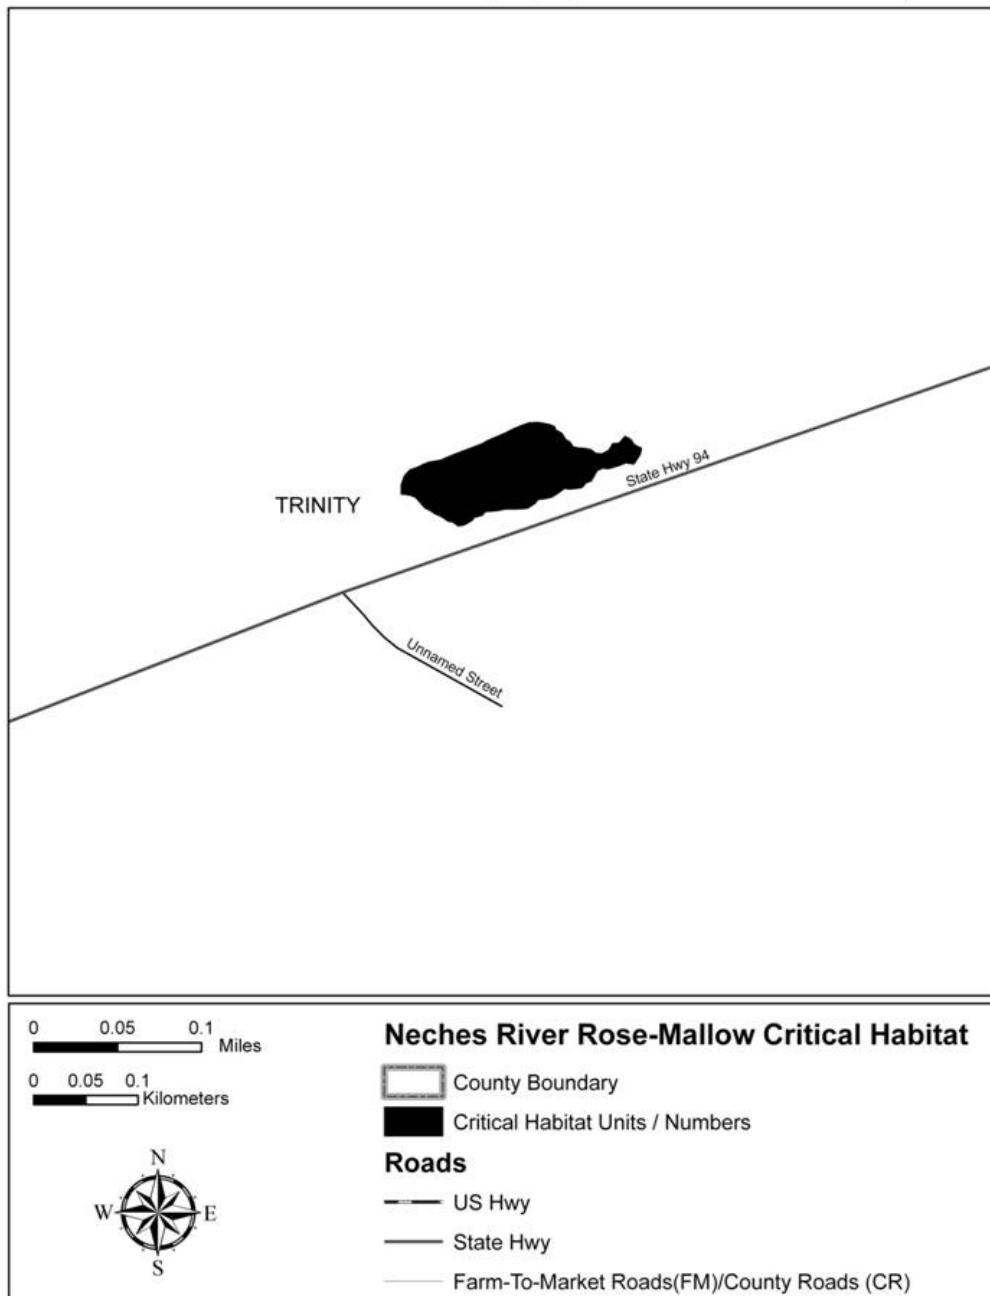 State Hwy 94
TRINITY
Unnamed Street
0 0.05 0.1
Miles
0 0.05 0.1
Kilometers
N
W E
S
Neches River Rose-Mallow Critical Habitat
County Boundary
Critical Habitat Units / Numbers
Roads
US Hwy
State Hwy
Farm-To-Market Roads(FM)/County Roads (CR)